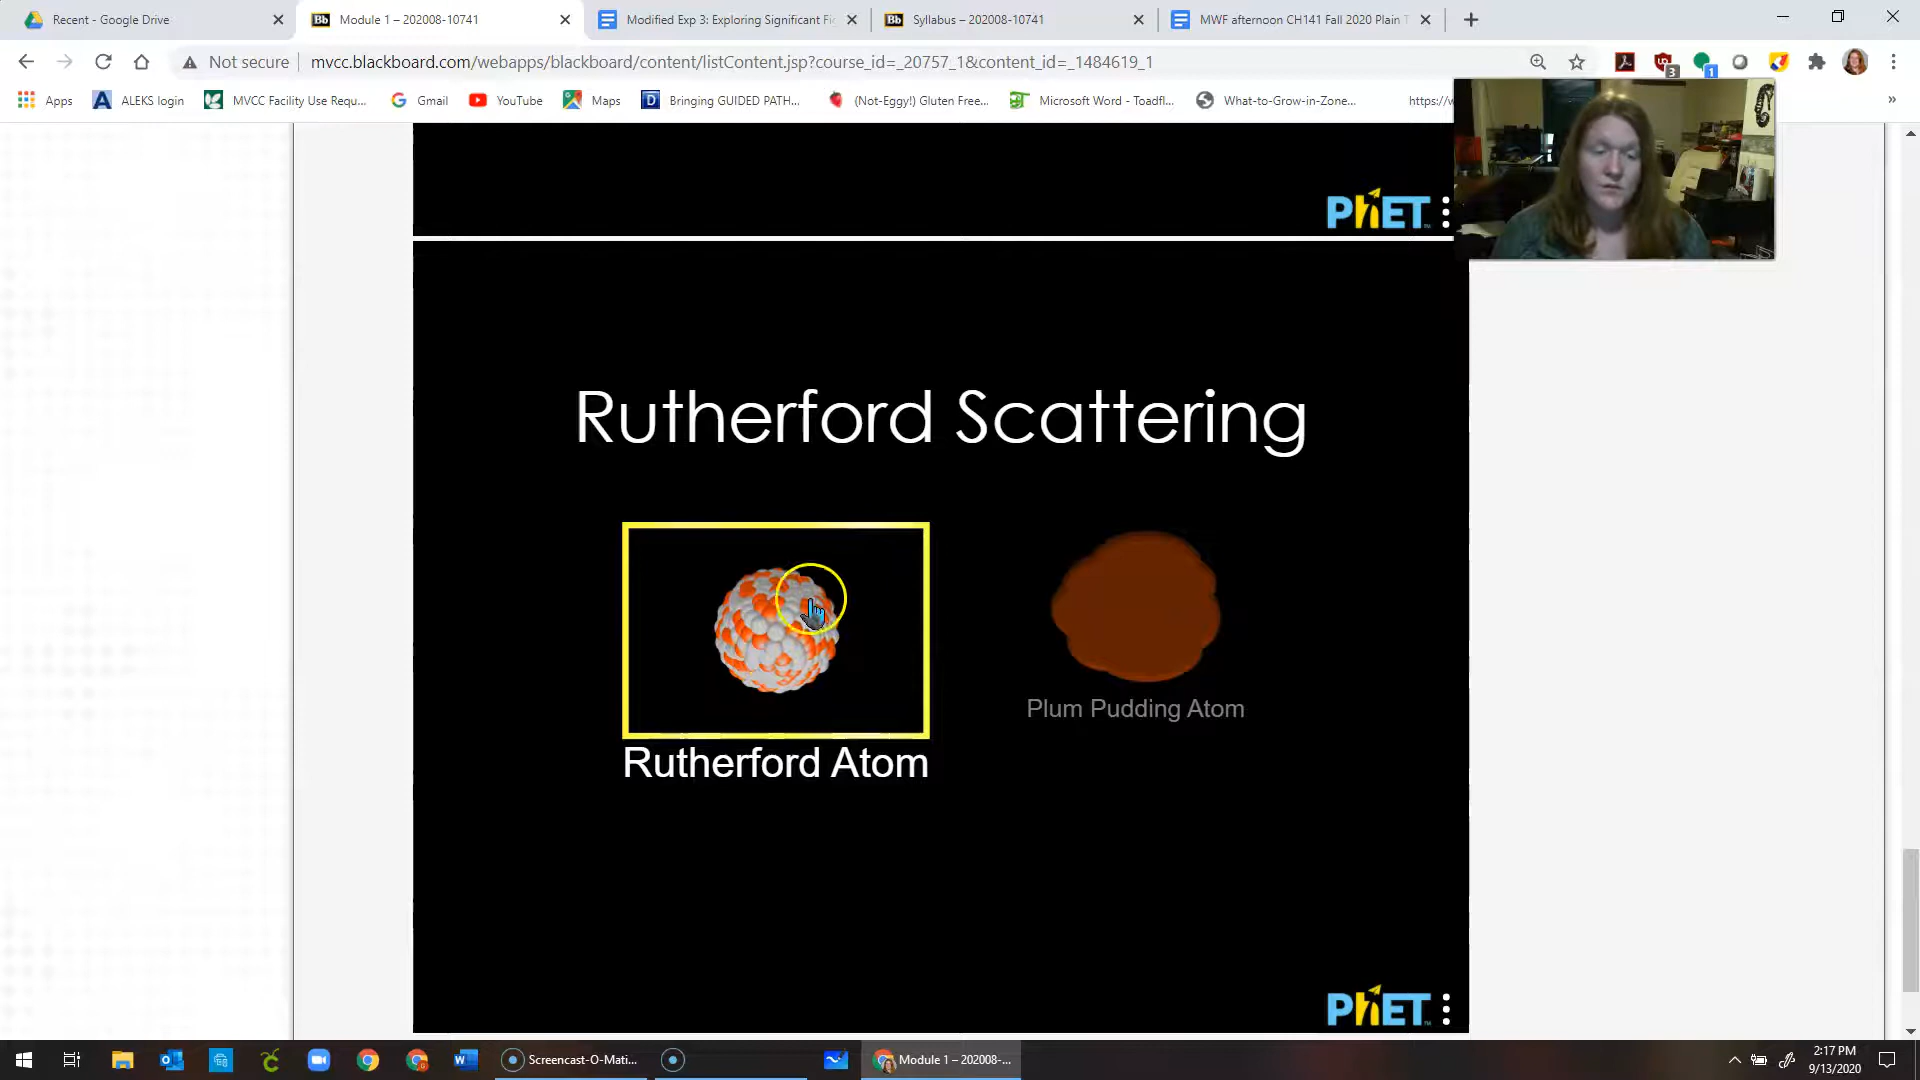 Recent - Google Drive
Module 1 – 202008-10741
Modified Exp 3: Exploring Significant Fi
Syllabus – 202008-10741
MWF afternoon CH141 Fall 2020 Plain T
Not secure
mvcc.blackboard.com/webapps/blackboard/content/listContent.jsp?course_id=_20757_1&content_id=_1484619_1
3
1
Apps
ALEKS login
MVCC Facility Use Requ...
Gmail
YouTube
Maps
Bringing GUIDED PATH...
(Not-Eggy!) Gluten Free...
Microsoft Word - Toadfl...
What-to-Grow-in-Zone...
https://w
»
PhET
Rutherford Scattering
Rutherford Atom
Plum Pudding Atom
PhET
Screencast-O-Mati...
Module 1 – 202008-...
2:17 PM
9/13/2020